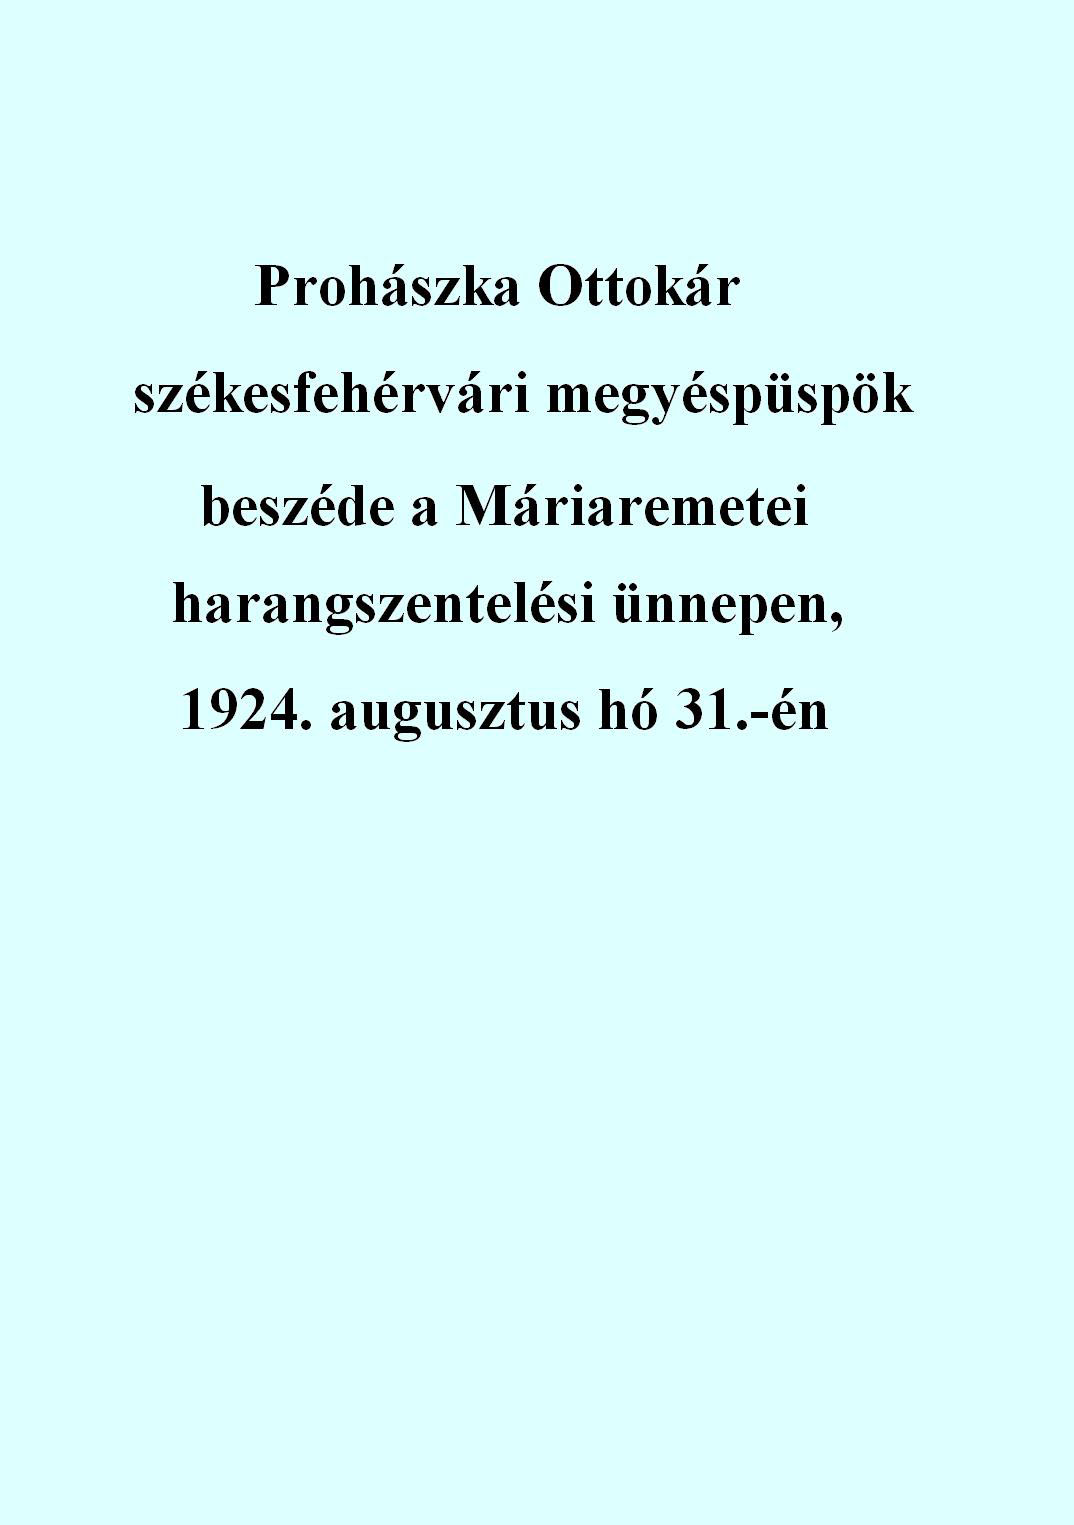 Prohászka Ottokár
székesfehérvári megyéspüspök
beszéde a Máriaremetei
harangszentelési ünnepen,
1924. augusztus hó 31.-én